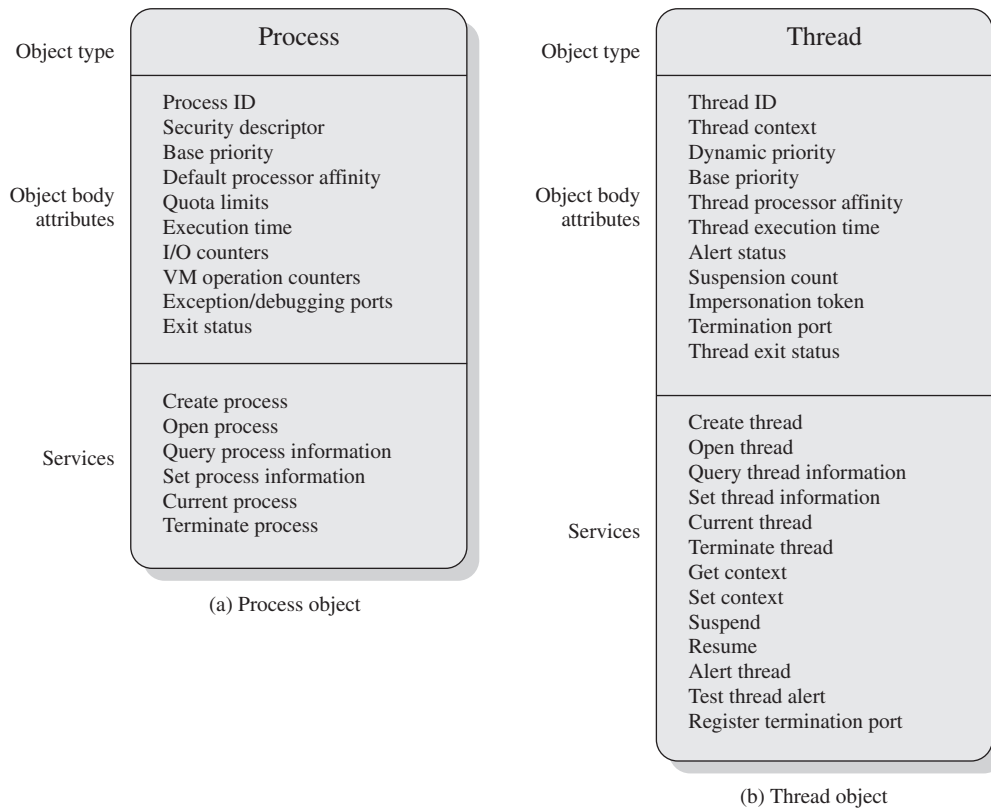 Object type
Process
Object body
attributes
Process ID
Security descriptor
Base priority
Default processor affinity
Quota limits
Execution time
I/O counters
VM operation counters
Exception/debugging ports
Exit status
Services
Create process
Open process
Query process information
Set process information
Current process
Terminate process
(a) Process object
Object type
Thread
Object body
attributes
Thread ID
Thread context
Dynamic priority
Base priority
Thread processor affinity
Thread execution time
Alert status
Suspension count
Impersonation token
Termination port
Thread exit status
Services
Create thread
Open thread
Query thread information
Set thread information
Current thread
Terminate thread
Get context
Set context
Suspend
Resume
Alert thread
Test thread alert
Register termination port
(b) Thread object